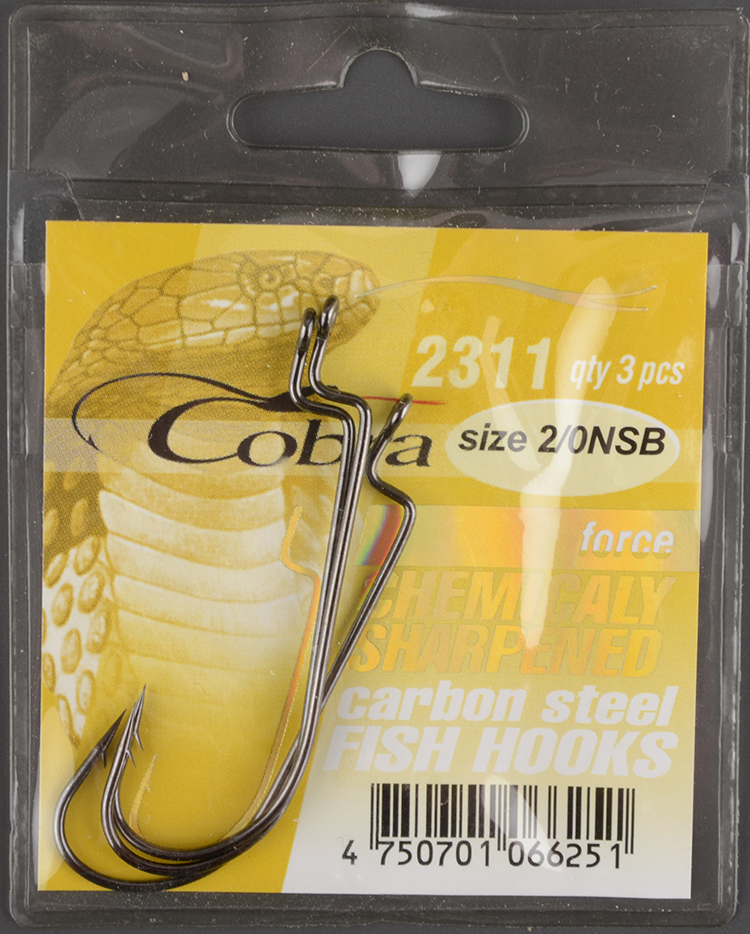 2311 qty 3 pcs
Cobra
size 2/0NSB
force
CHEMICALY
SHARPENED
carbon steel
FISH HOOKS
4 750701 066251